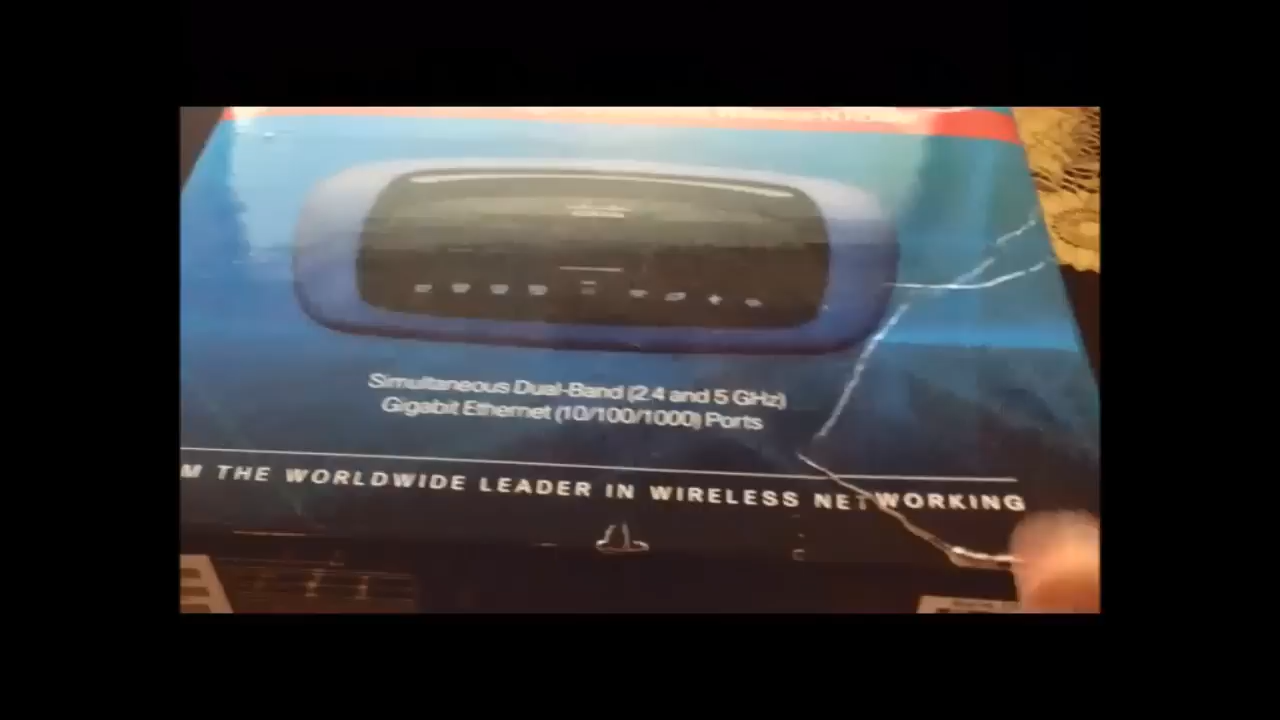 Simultaneous Dual-Band (2.4 and 5 GHz)
Gigabit Ethernet (10/100/1000) Ports
M THE WORLDWIDE LEADER IN WIRELESS NETWORKING